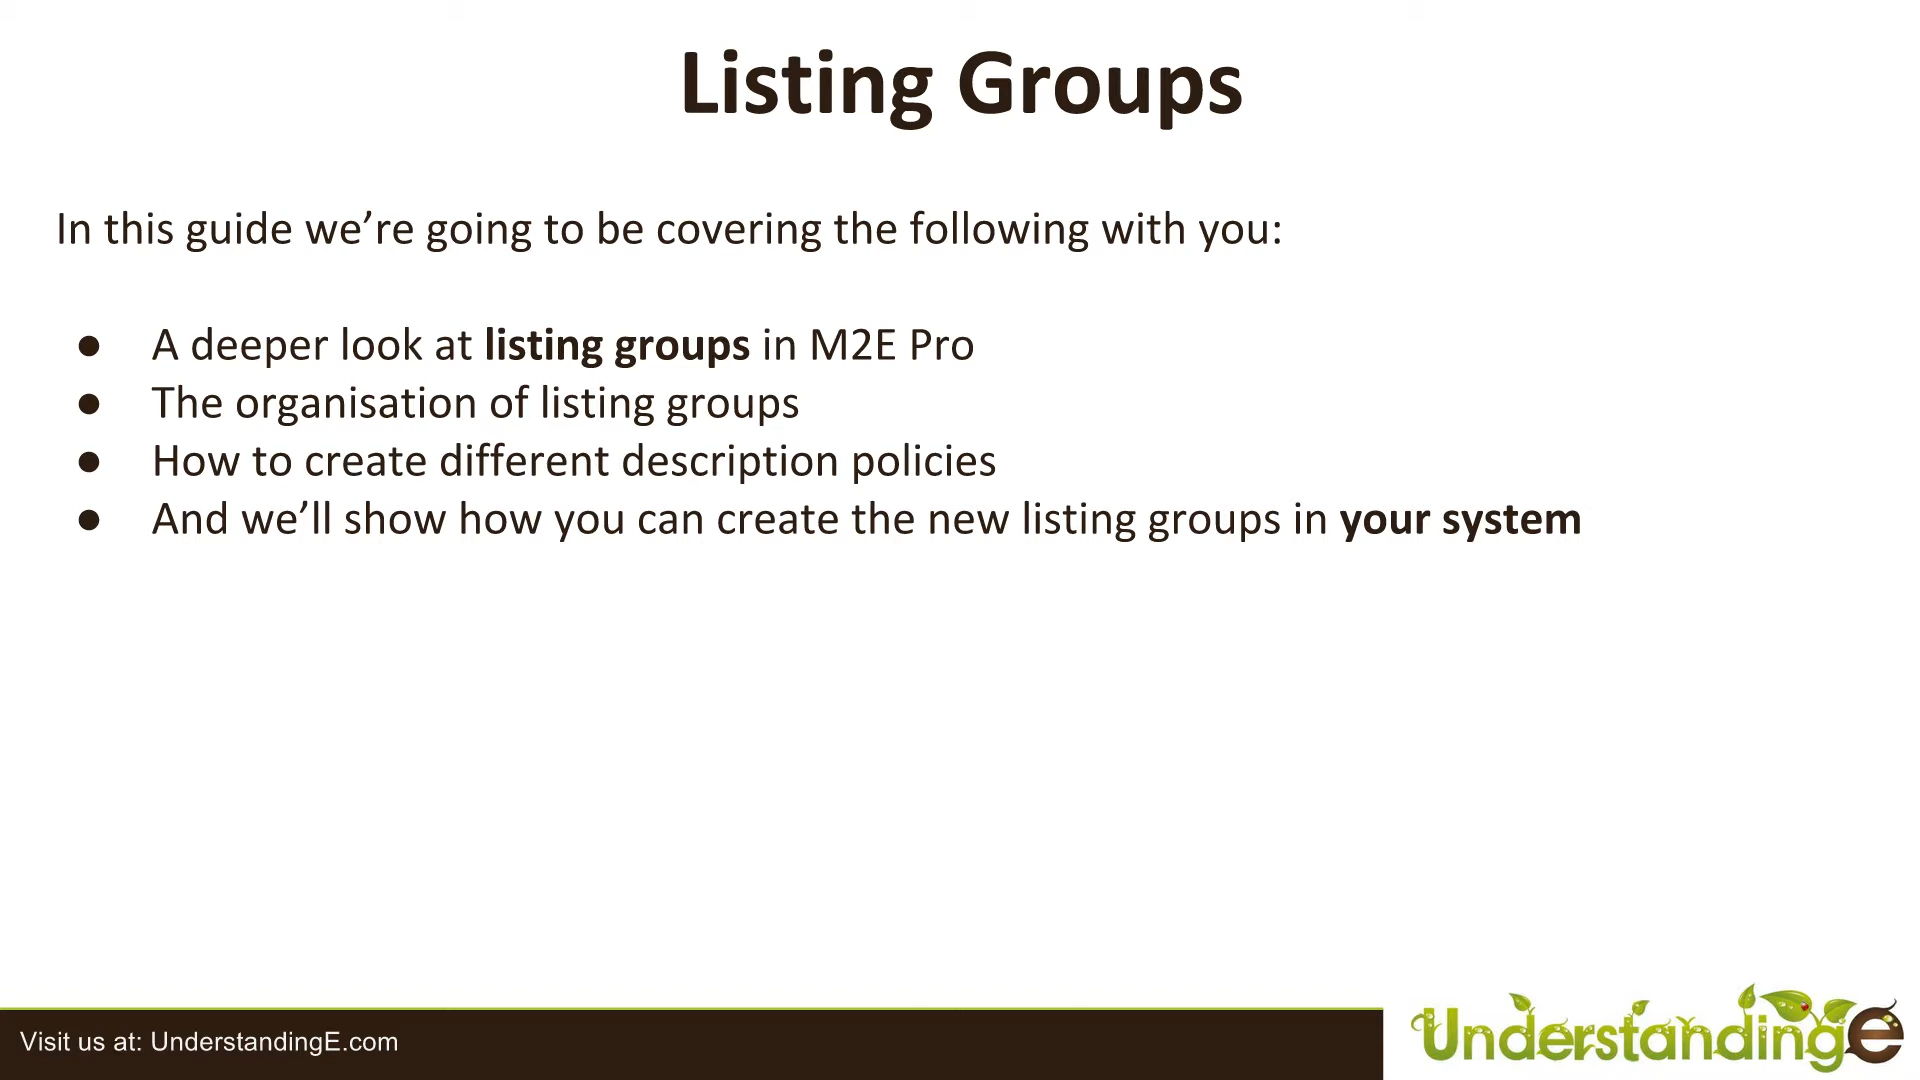 Listing Groups
In this guide we’re going to be covering the following with you:
● A deeper look at listing groups in M2E Pro
● The organisation of listing groups
● How to create different description policies
● And we’ll show how you can create the new listing groups in your system
Visit us at: UnderstandingE.com
UnderstandingE